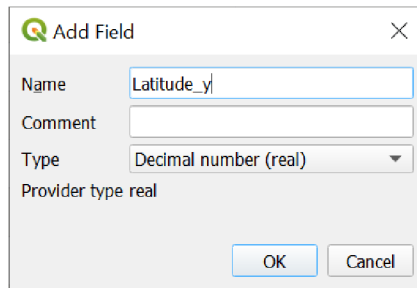 Add Field
Name Latitude_y
Comment
Type Decimal number (real)
Provider type real
OK Cancel